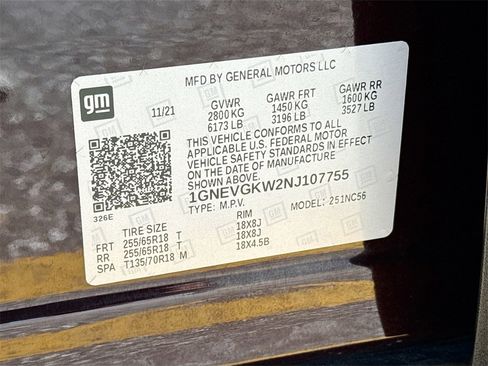 MFD BY GENERAL MOTORS LLC
gm
11/21
GVWR GAWR FRT GAWR RR
2800 KG 1450 KG 1600 KG
6173 LB 3196 LB 3527 LB
THIS VEHICLE CONFORMS TO ALL
APPLICABLE U.S. FEDERAL MOTOR
VEHICLE SAFETY STANDARDS IN EFFECT
ON THE DATE OF MANUFACTURE
SHOWN ABOVE.
1GNEVGKW2NJ107755
326E
TYPE: M.P.V. MODEL: 251NC56
TIRE SIZE RIM
FRT 255/65R18 T 18X8J
RR 255/65R18 T 18X8J
SPA T135/70R18 M 18X4.5B